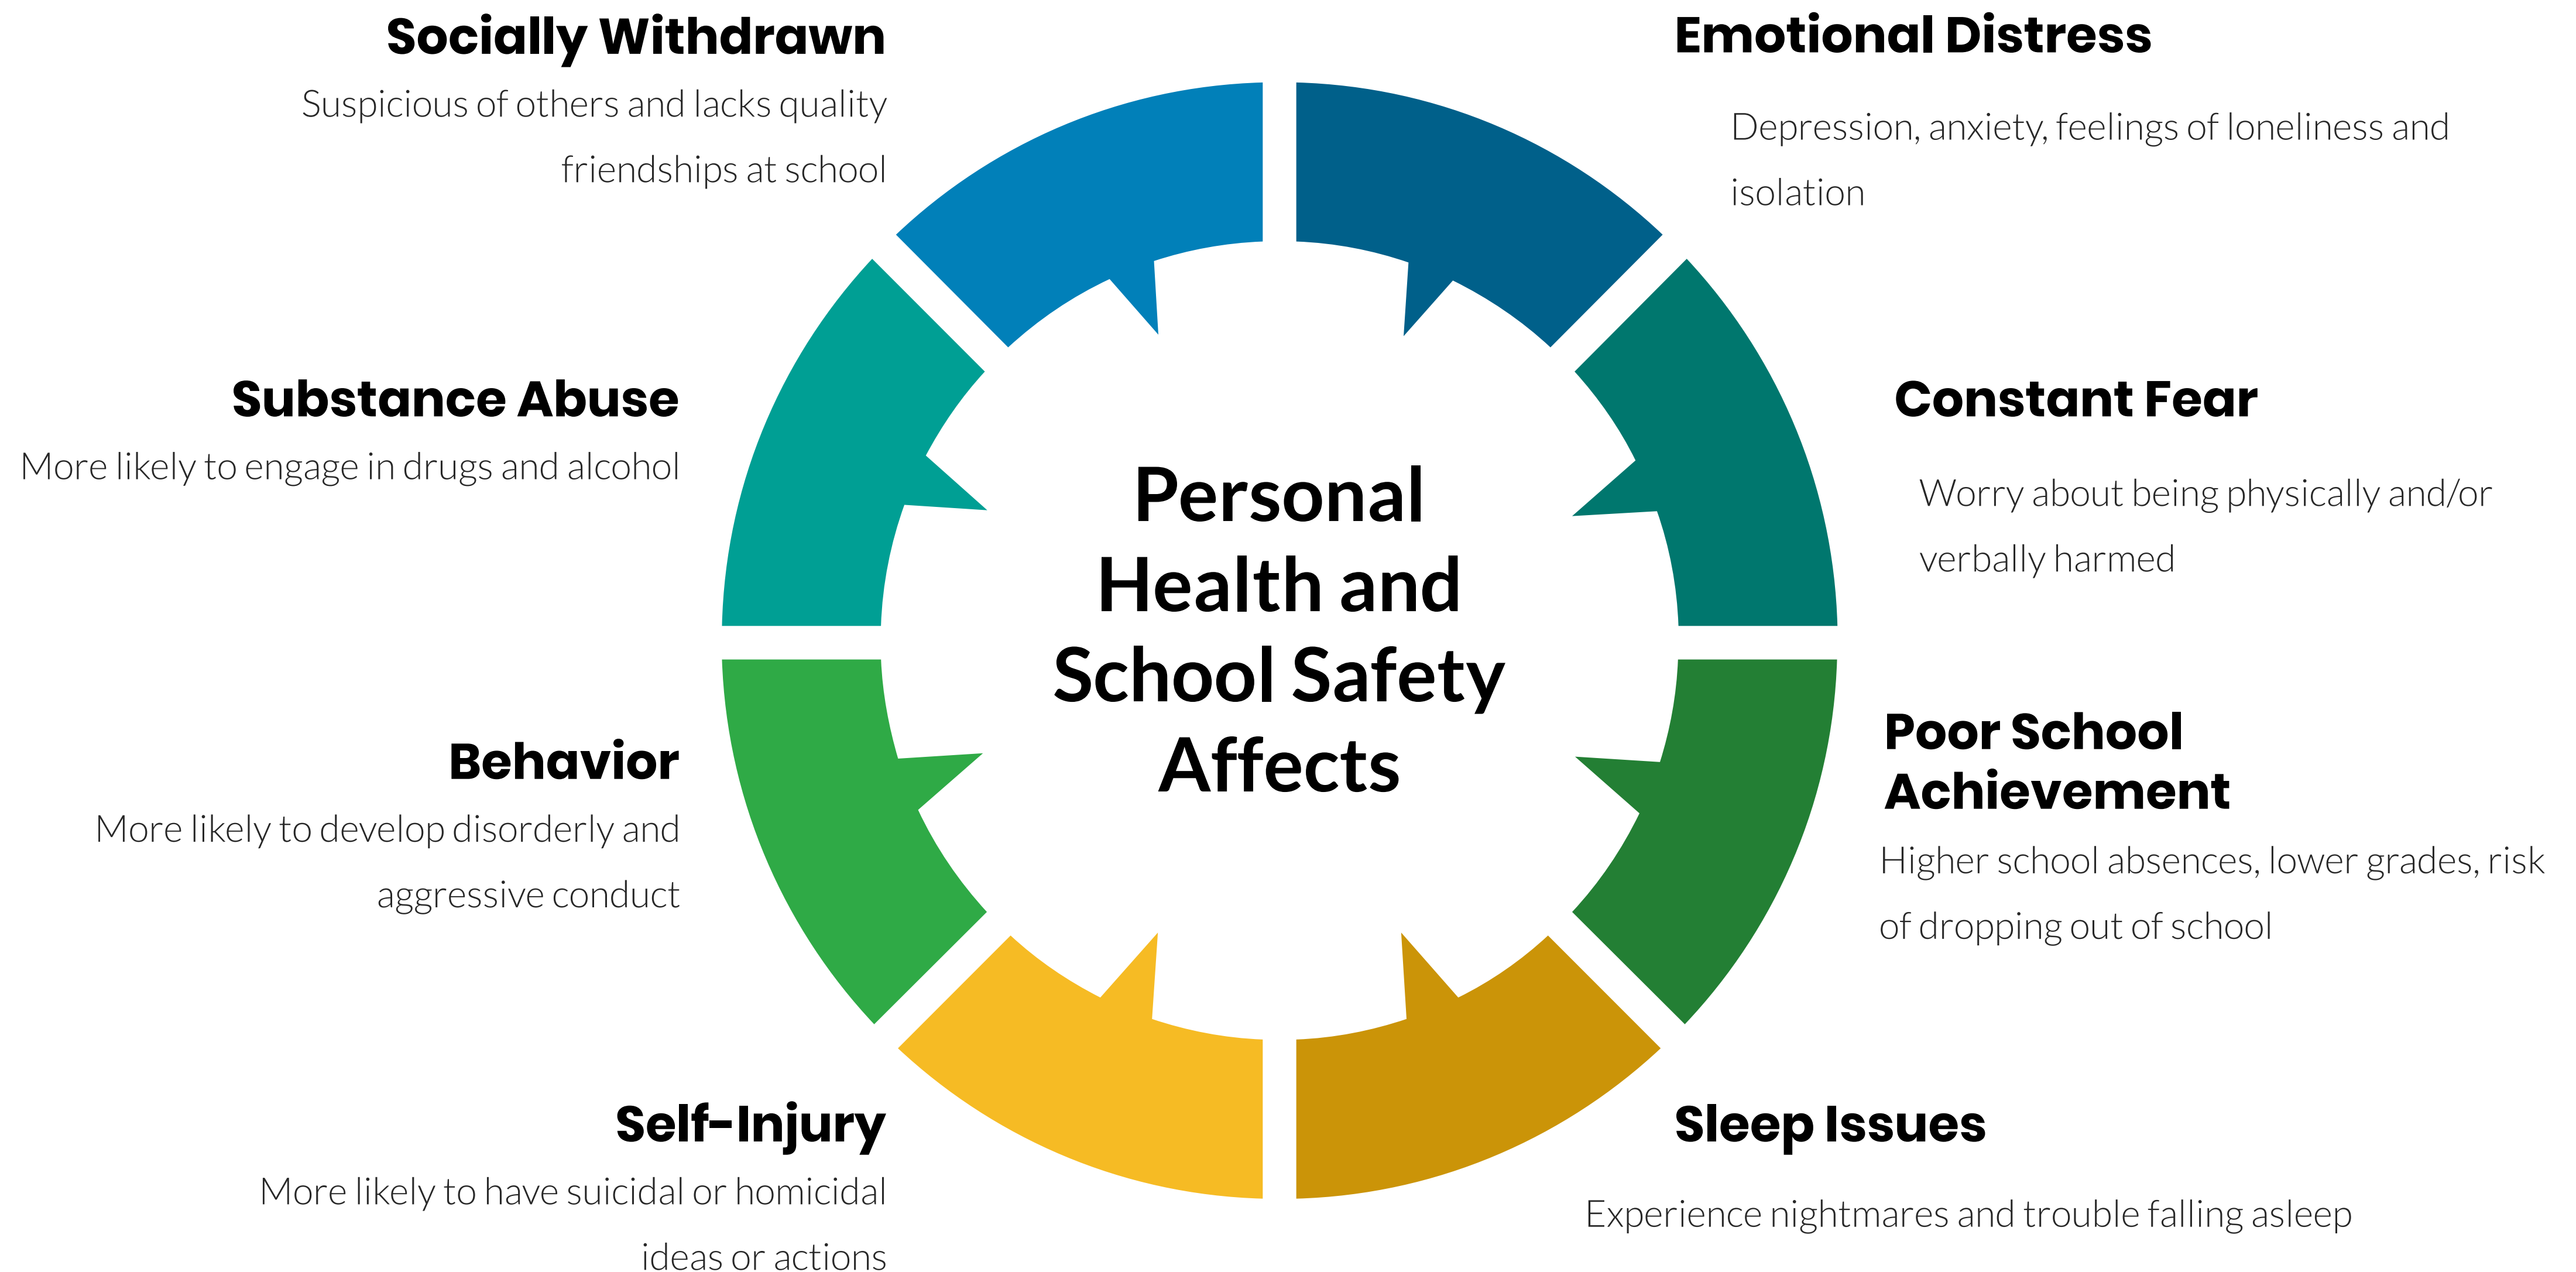 Socially Withdrawn
Suspicious of others and lacks quality
friendships at school
Emotional Distress
Depression, anxiety, feelings of loneliness and
isolation
Substance Abuse
More likely to engage in drugs and alcohol
Constant Fear
Worry about being physically and/or
verbally harmed
Personal
Health and
School Safety
Affects
Behavior
More likely to develop disorderly and
aggressive conduct
Poor School
Achievement
Higher school absences, lower grades, risk
of dropping out of school
Self-Injury
More likely to have suicidal or homicidal
ideas or actions
Sleep Issues
Experience nightmares and trouble falling asleep